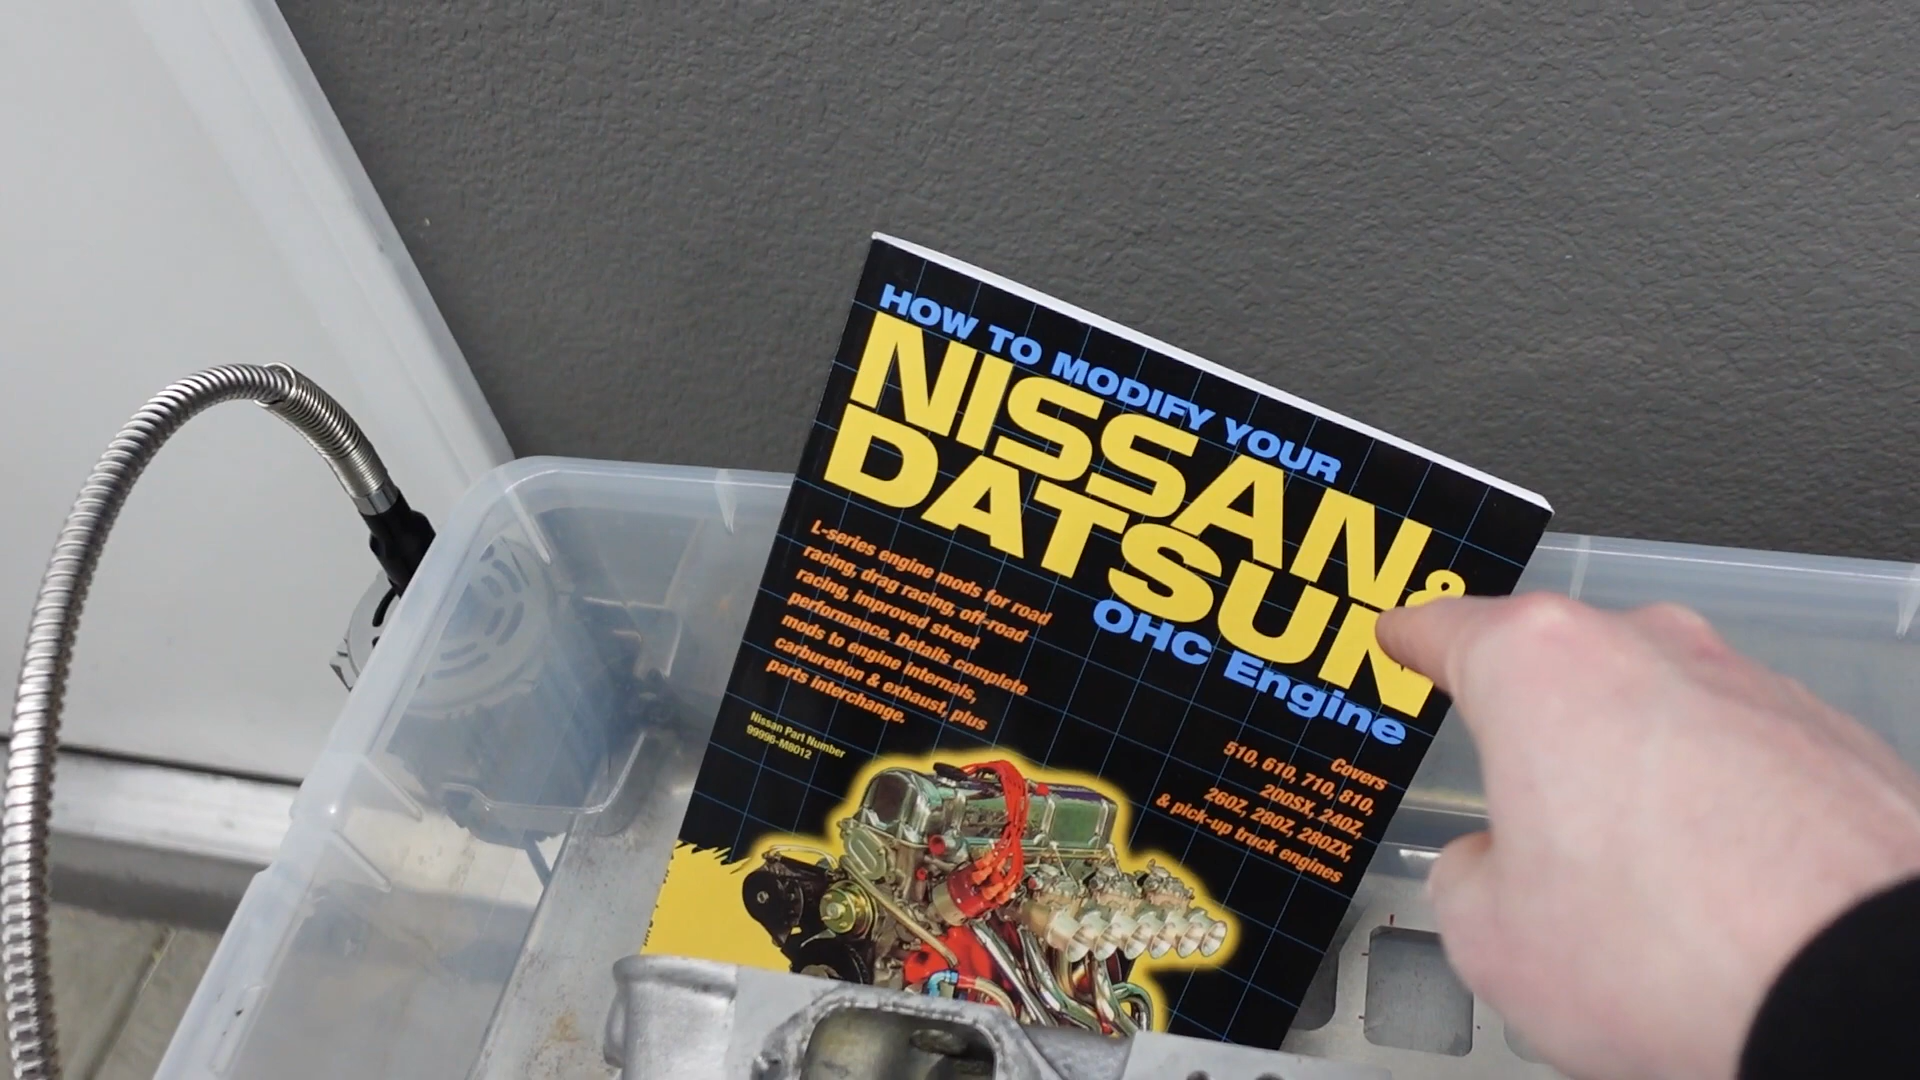 HOW TO MODIFY YOUR
NISSAN &
DATSUN
OHC Engine
L-series engine mods for road
racing, drag racing, off-road
racing, improved street
performance. Details complete
mods to engine internals,
carburetion & exhaust, plus
parts interchange.
Nissan Part Number
99996-M8012
Covers
510, 610, 710, 810,
200SX, 240Z,
260Z, 280Z, 280ZX,
& pick-up truck engines